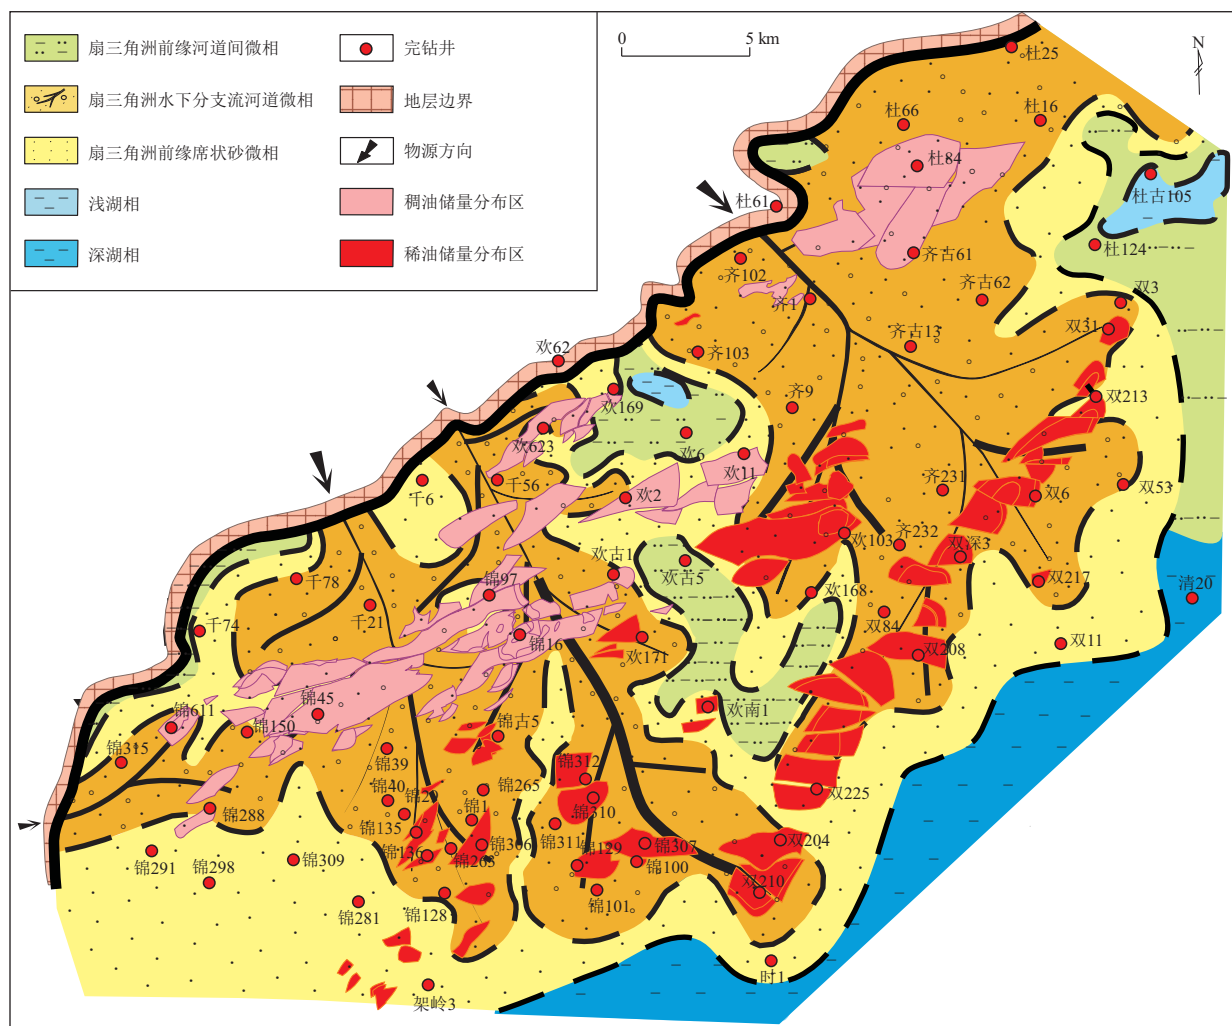 扇三角洲前缘河道间微相
完钻井
扇三角洲水下分支流河道微相
地层边界
扇三角洲前缘席状砂微相
物源方向
浅湖相
稠油储量分布区
深湖相
稀油储量分布区
0
5 km
N
杜25
杜66
杜16
杜84
杜古105
杜61
杜124
齐古61
齐102
齐古62
齐1
双3
双31
齐古13
齐103
欢62
欢169
齐9
双213
欢623
欢6
欢11
千6
千56
欢2
齐231
双6
双53
欢103
齐232
双深3
欢古1
欢古5
千78
锦97
欢168
双217
清20
千21
千74
锦16
欢171
双84
双208
双11
锦45
锦611
锦150
欢南1
锦古5
锦315
锦39
锦312
锦40
锦20
锦265
锦1
锦310
双225
锦288
锦135
锦311
锦306
锦307
双204
锦291
锦136
锦263
锦129
锦100
锦309
锦298
双210
锦281
锦128
锦101
时1
架岭3